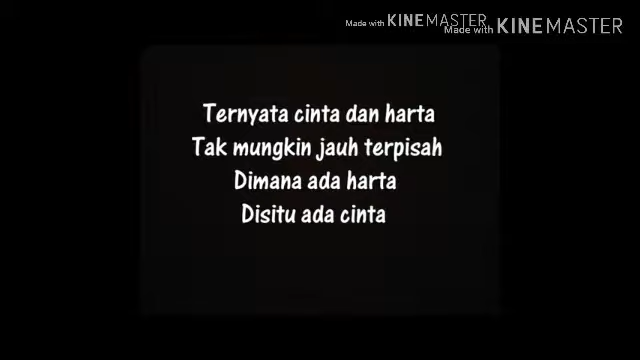 Made with KINEMASTER
Made with KINEMASTER
Ternyata cinta dan harta
Tak mungkin jauh terpisah
Dimana ada harta
Disitu ada cinta